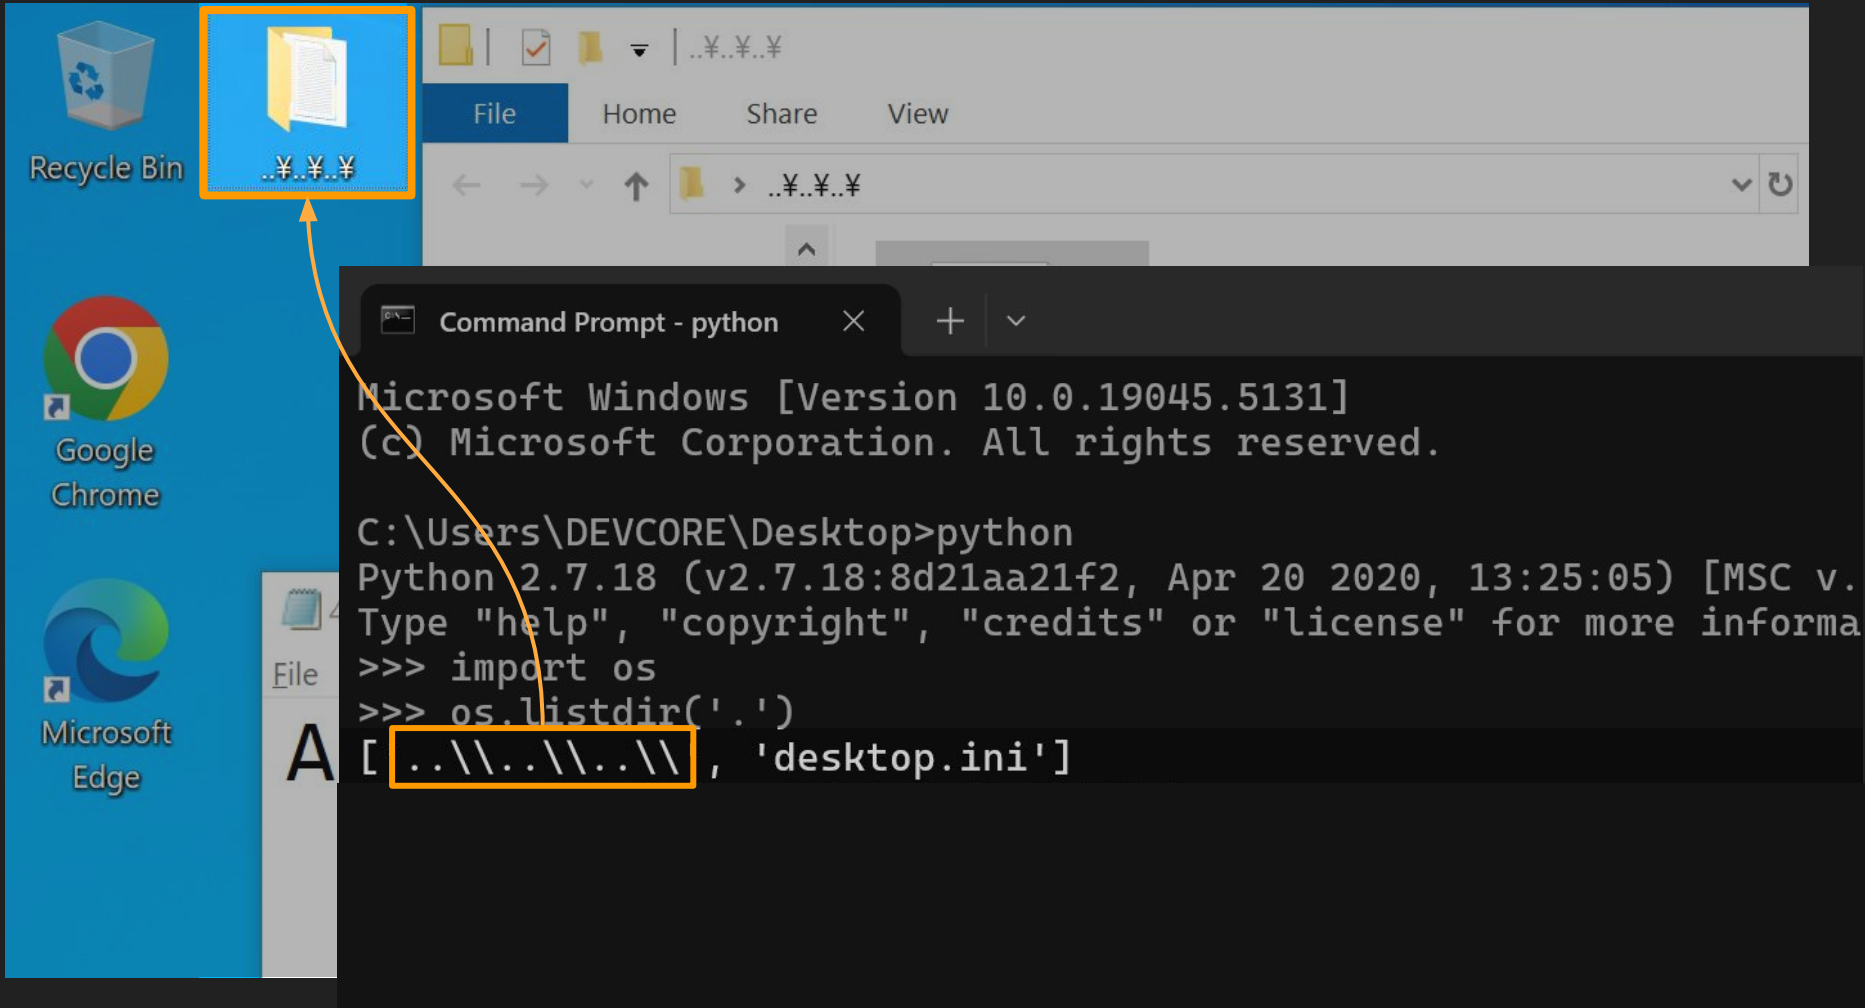 Recycle Bin
..¥..¥..¥
..¥..¥..¥
File Home Share View
..¥..¥..¥
Google
Chrome
Microsoft
Edge
File
A
Command Prompt - python
Microsoft Windows [Version 10.0.19045.5131]
(c) Microsoft Corporation. All rights reserved.
C:\Users\DEVCORE\Desktop>python
Python 2.7.18 (v2.7.18:8d21aa21f2, Apr 20 2020, 13:25:05) [MSC v.
Type "help", "copyright", "credits" or "license" for more informa
>>> import os
>>> os.listdir('.')
[ ..\\..\\..\\ , 'desktop.ini']